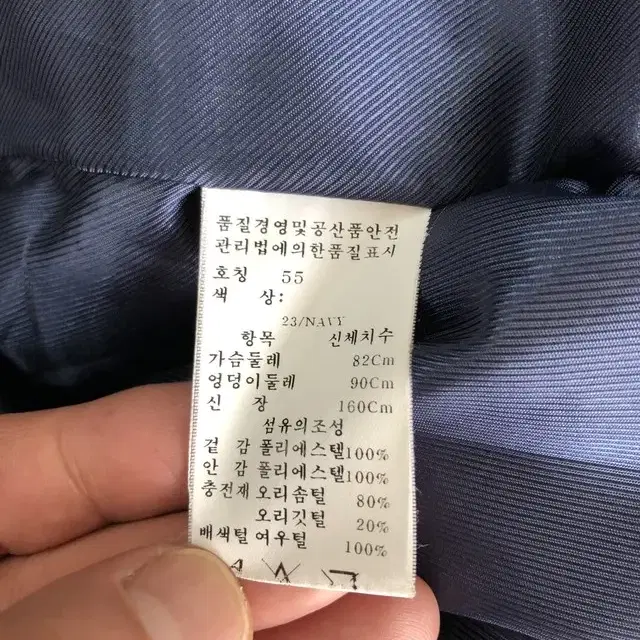 품질경영및공산품안전
관리법에의한품질표시
호칭 55
색 상:
23/NAVY
항목 신체치수
가슴둘레 82Cm
엉덩이둘레 90Cm
신 장 160Cm
섬유의조성
겉 감 폴리에스텔100%
안 감 폴리에스텔100%
충전재 오리솜털 80%
오리깃털 20%
배색털 여우털 100%